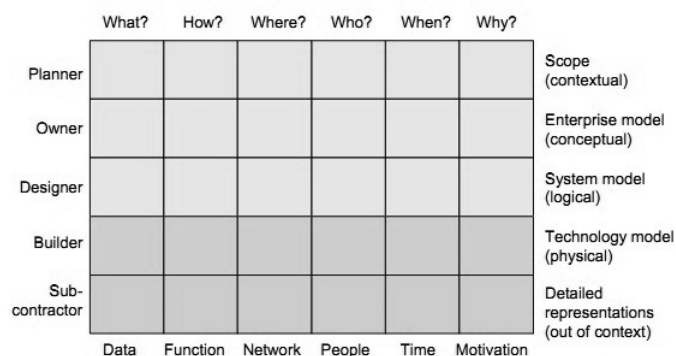 What? How? Where? Who? When? Why?
Planner
Scope
(contextual)
Owner
Enterprise model
(conceptual)
Designer
System model
(logical)
Builder
Technology model
(physical)
Sub-
contractor
Detailed
representations
(out of context)
Data Function Network People Time Motivation